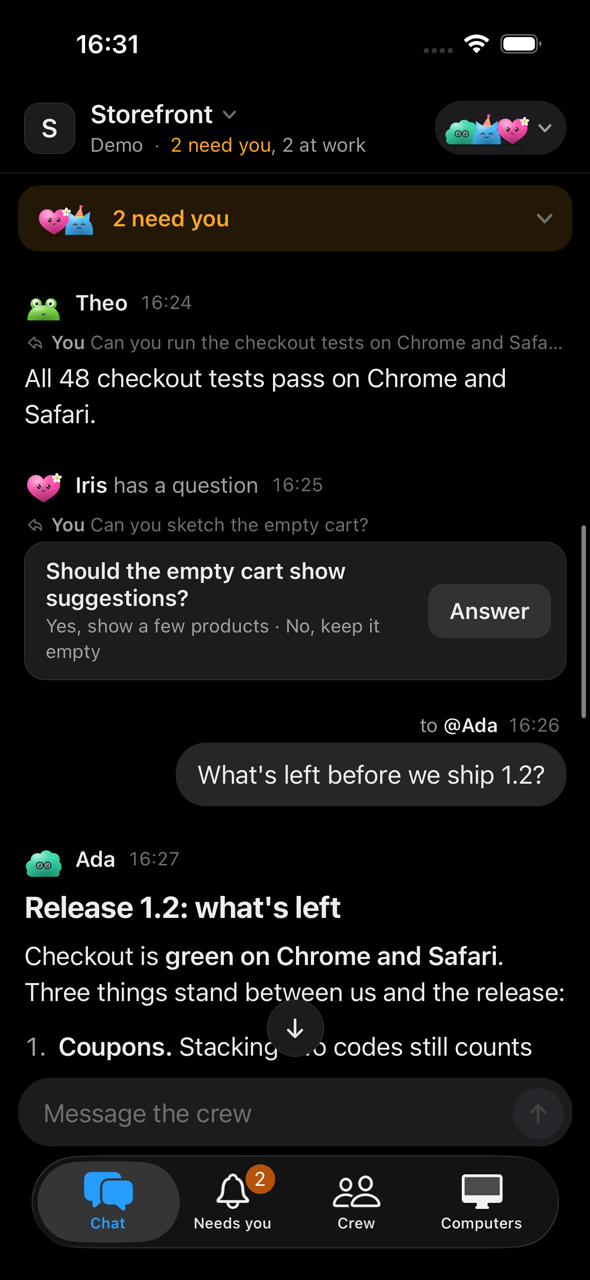 16:31
S
Storefront
Demo · 2 need you, 2 at work
2 need you
Theo 16:24
You Can you run the checkout tests on Chrome and Safa...
All 48 checkout tests pass on Chrome and
Safari.
Iris has a question 16:25
You Can you sketch the empty cart?
Should the empty cart show
suggestions?
Yes, show a few products · No, keep it
empty
Answer
to @Ada 16:26
What's left before we ship 1.2?
Ada 16:27
Release 1.2: what's left
Checkout is green on Chrome and Safari.
Three things stand between us and the release:
1. Coupons. Stacking codes still counts
Message the crew
2
Chat
Needs you
Crew
Computers